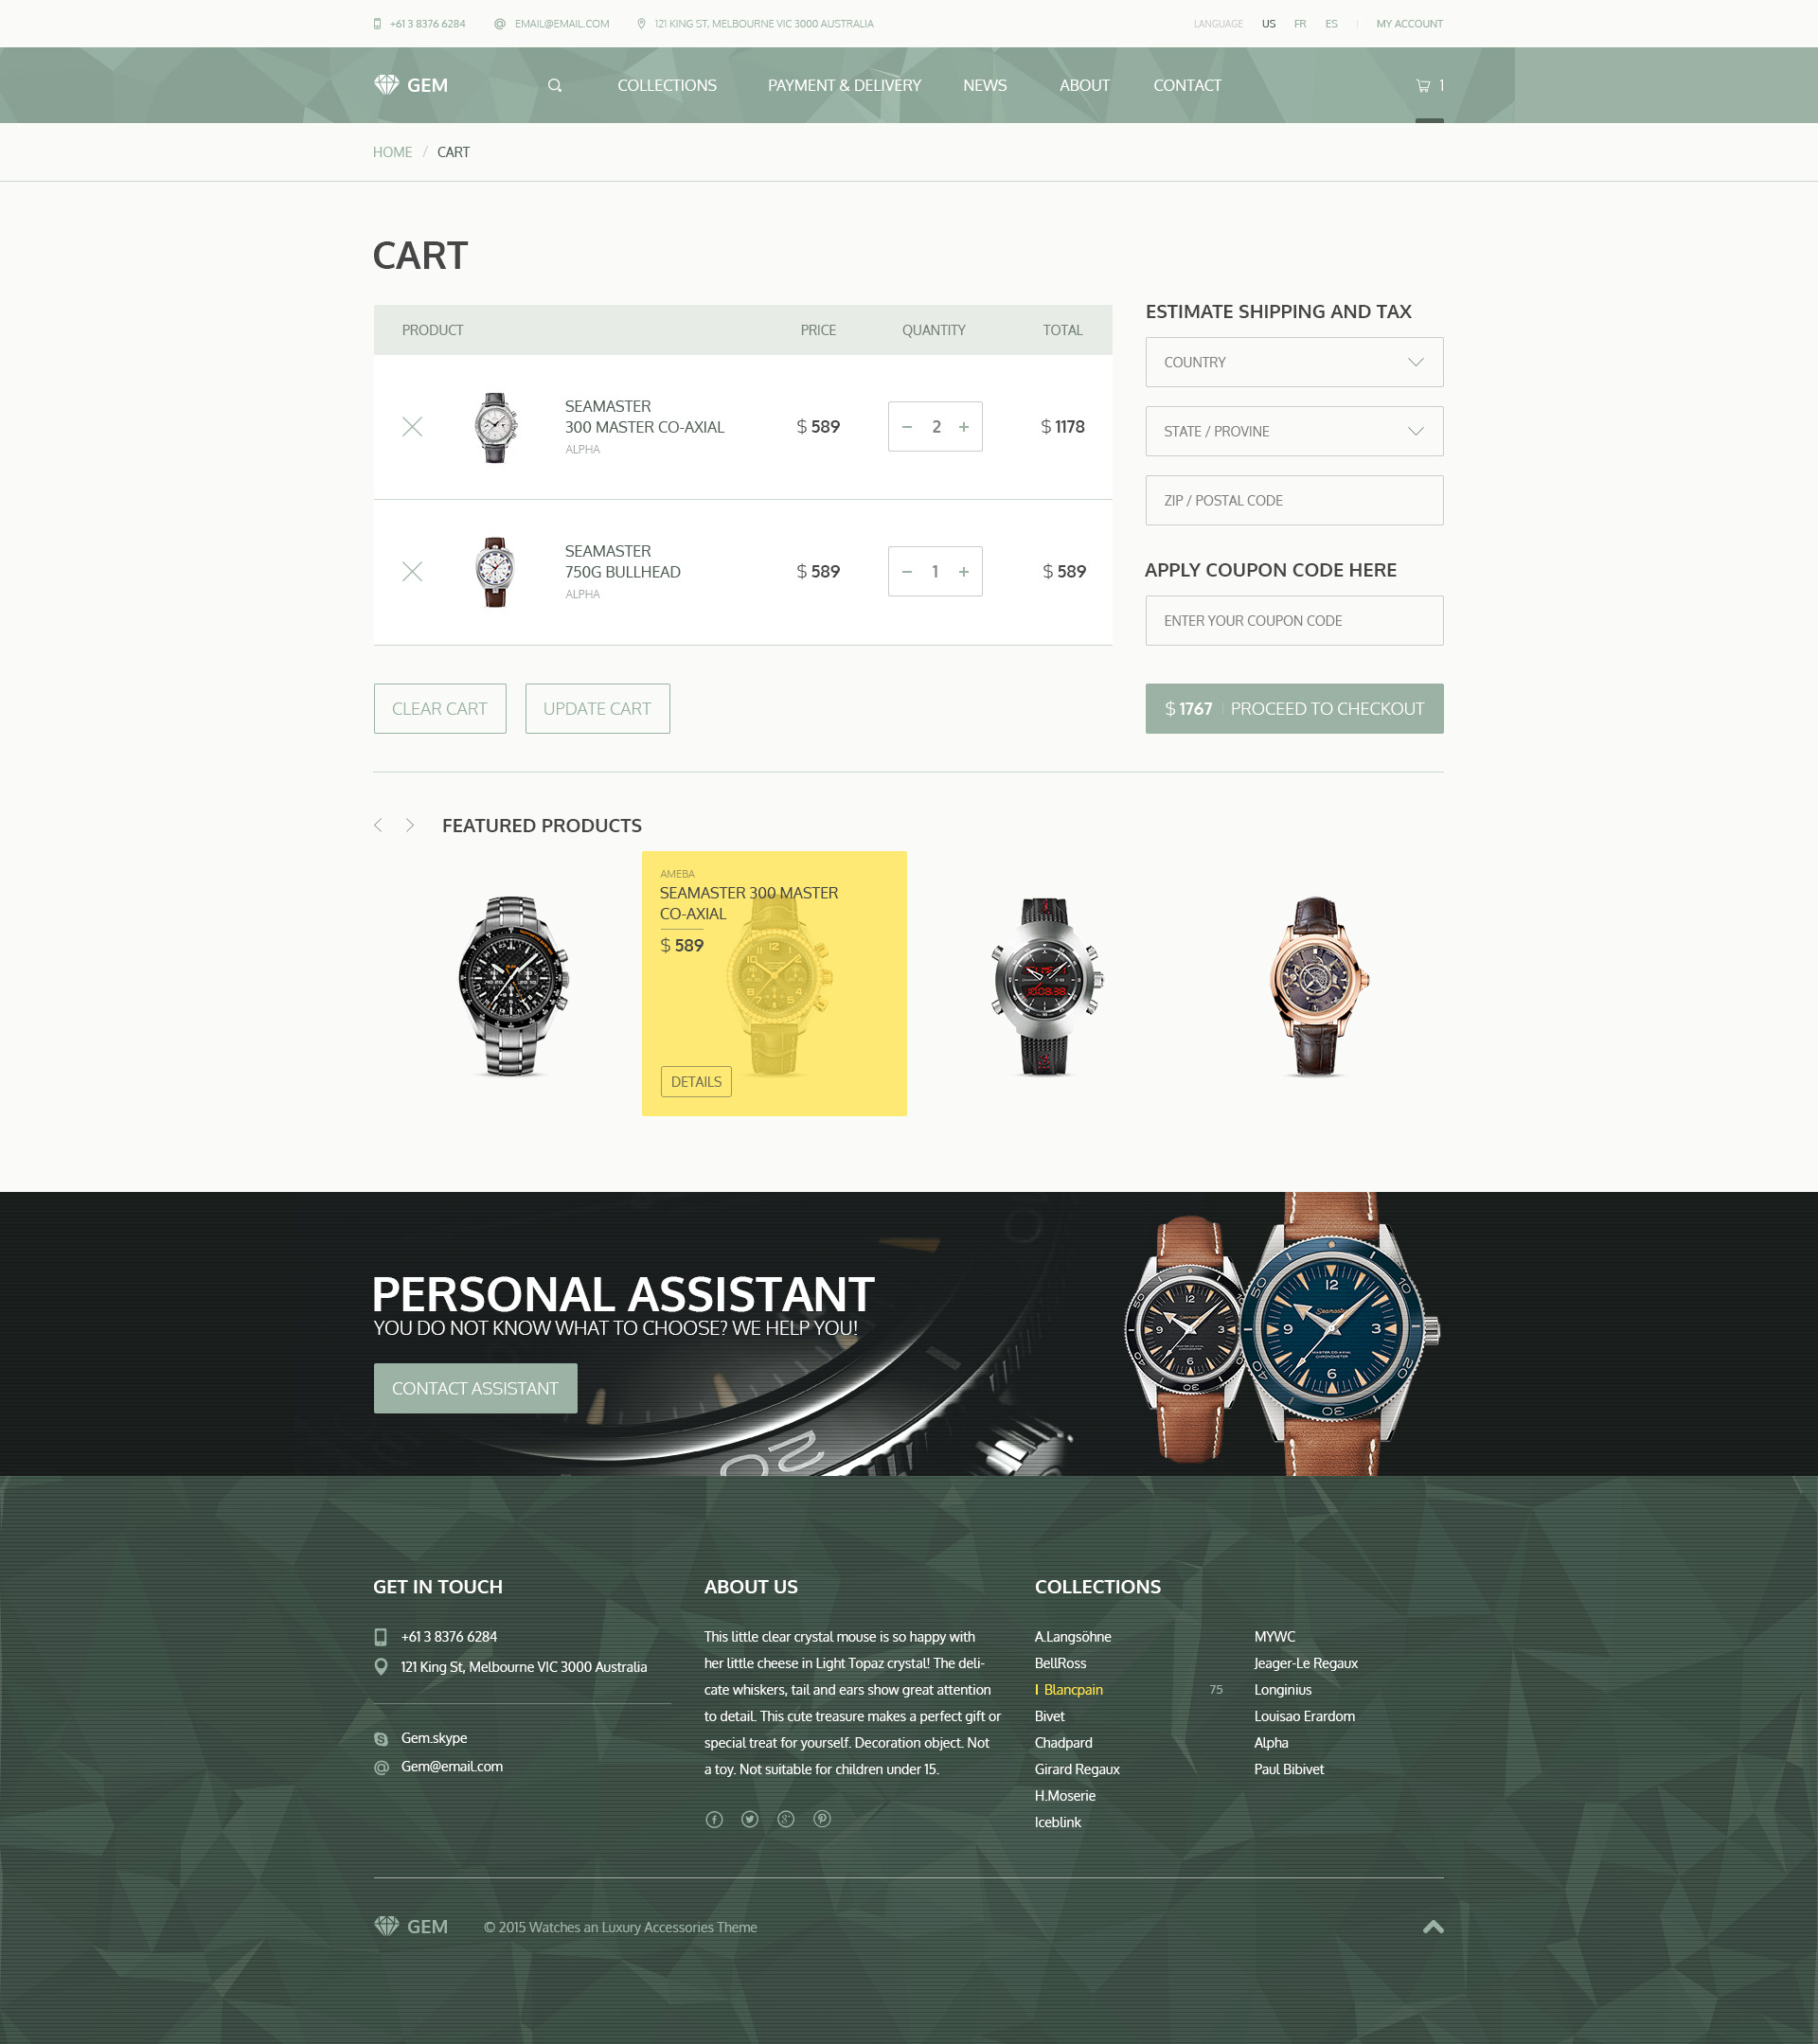 +61 3 8376 6284 EMAIL@EMAIL.COM 121 KING ST, MELBOURNE VIC 3000 AUSTRALIA LANGUAGE US FR ES MY ACCOUNT
GEM COLLECTIONS PAYMENT & DELIVERY NEWS ABOUT CONTACT 1
HOME / CART
CART
PRODUCT PRICE QUANTITY TOTAL
SEAMASTER
300 MASTER CO-AXIAL
ALPHA
$ 589 − 2 + $ 1178
SEAMASTER
750G BULLHEAD
ALPHA
$ 589 − 1 + $ 589
ESTIMATE SHIPPING AND TAX
COUNTRY
STATE / PROVINE
ZIP / POSTAL CODE
APPLY COUPON CODE HERE
ENTER YOUR COUPON CODE
CLEAR CART UPDATE CART
$ 1767 | PROCEED TO CHECKOUT
FEATURED PRODUCTS
AMEBA
SEAMASTER 300 MASTER
CO-AXIAL
$ 589
DETAILS
PERSONAL ASSISTANT
YOU DO NOT KNOW WHAT TO CHOOSE? WE HELP YOU!
CONTACT ASSISTANT
GET IN TOUCH
+61 3 8376 6284
121 King St, Melbourne VIC 3000 Australia
Gem.skype
Gem@email.com
ABOUT US
This little clear crystal mouse is so happy with
her little cheese in Light Topaz crystal! The deli-
cate whiskers, tail and ears show great attention
to detail. This cute treasure makes a perfect gift or
special treat for yourself. Decoration object. Not
a toy. Not suitable for children under 15.
COLLECTIONS
A.Langsöhne
BellRoss
Blancpain 75
Bivet
Chadpard
Girard Regaux
H.Moserie
Iceblink
MYWC
Jeager-Le Regaux
Longinius
Louisao Erardom
Alpha
Paul Bibivet
GEM © 2015 Watches an Luxury Accessories Theme